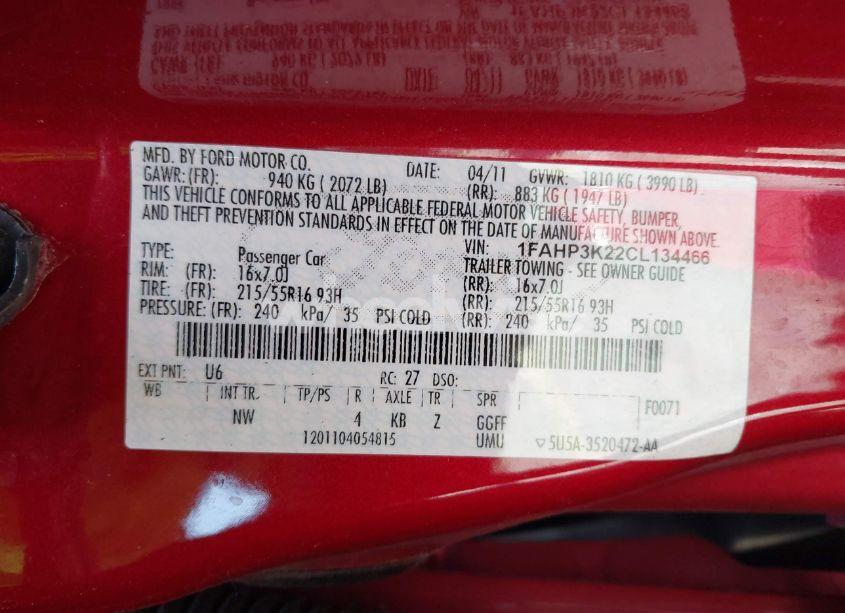 MFD. BY FORD MOTOR CO. DATE: 04/11 GVWR: 1810 KG ( 3990 LB)
GAWR: (FR): 940 KG ( 2072 LB) (RR): 883 KG ( 1947 LB)
THIS VEHICLE CONFORMS TO ALL APPLICABLE FEDERAL MOTOR VEHICLE SAFETY, BUMPER,
AND THEFT PREVENTION STANDARDS IN EFFECT ON THE DATE OF MANUFACTURE SHOWN ABOVE.
VIN: 1FAHP3K22CL134466
TYPE: Passenger Car TRAILER TOWING - SEE OWNER GUIDE
RIM: (FR): 16x7.0J (RR): 16x7.0J
TIRE: (FR): 215/55R16 93H (RR): 215/55R16 93H
PRESSURE: (FR): 240 kPa/ 35 PSI COLD (RR): 240 kPa/ 35 PSI COLD
EXT PNT: U6 RC: 27 DSO:
WB INT TR. TP/PS R AXLE TR SPR F0071
NW 4 KB Z GGFF
1201104054815 UMU ▽ 5U5A-3520472-AA